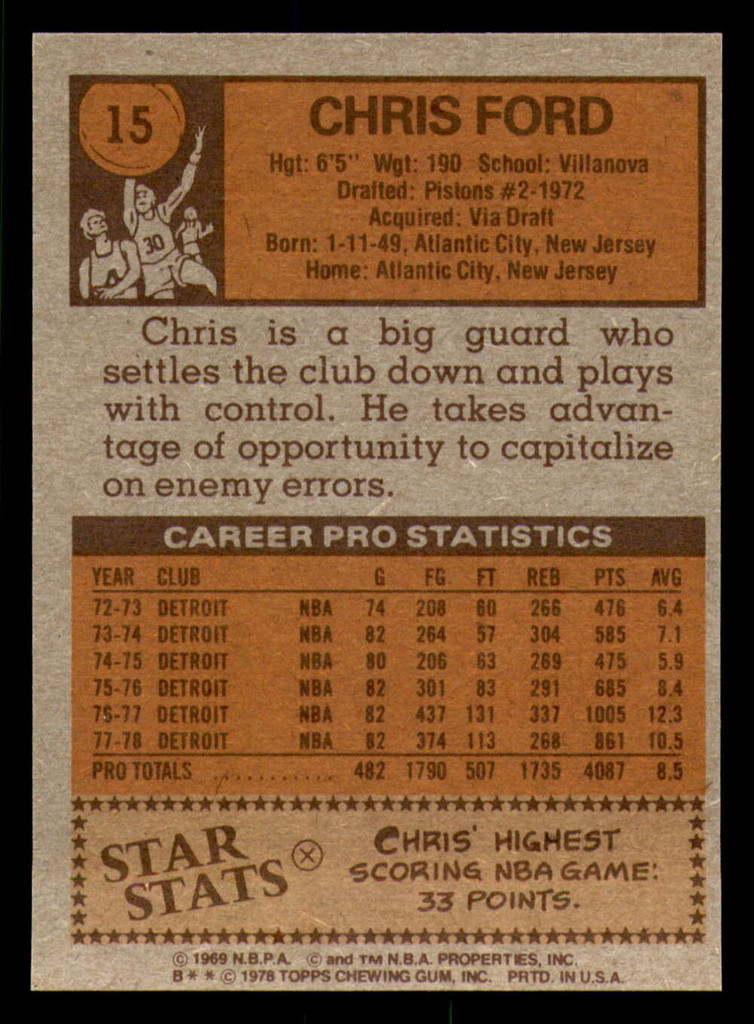 15
30
CHRIS FORD
Hgt: 6'5" Wgt: 190 School: Villanova
Drafted: Pistons #2-1972
Acquired: Via Draft
Born: 1-11-49, Atlantic City, New Jersey
Home: Atlantic City, New Jersey
Chris is a big guard who
settles the club down and plays
with control. He takes advan-
tage of opportunity to capitalize
on enemy errors.
CAREER PRO STATISTICS
YEAR CLUB G FG FT REB PTS AVG
72-73 DETROIT NBA 74 208 60 266 476 6.4
73-74 DETROIT NBA 82 264 57 304 585 7.1
74-75 DETROIT NBA 80 206 63 269 475 5.9
75-76 DETROIT NBA 82 301 83 291 685 8.4
76-77 DETROIT NBA 82 437 131 337 1005 12.3
77-78 DETROIT NBA 82 374 113 268 861 10.5
PRO TOTALS ............ 482 1790 507 1735 4087 8.5
STAR
STATS
CHRIS' HIGHEST
SCORING NBA GAME:
33 POINTS.
© 1969 N.B.P.A. © and TM N.B.A. PROPERTIES, INC.
B* * © 1978 TOPPS CHEWING GUM, INC. PRTD. IN U.S.A.